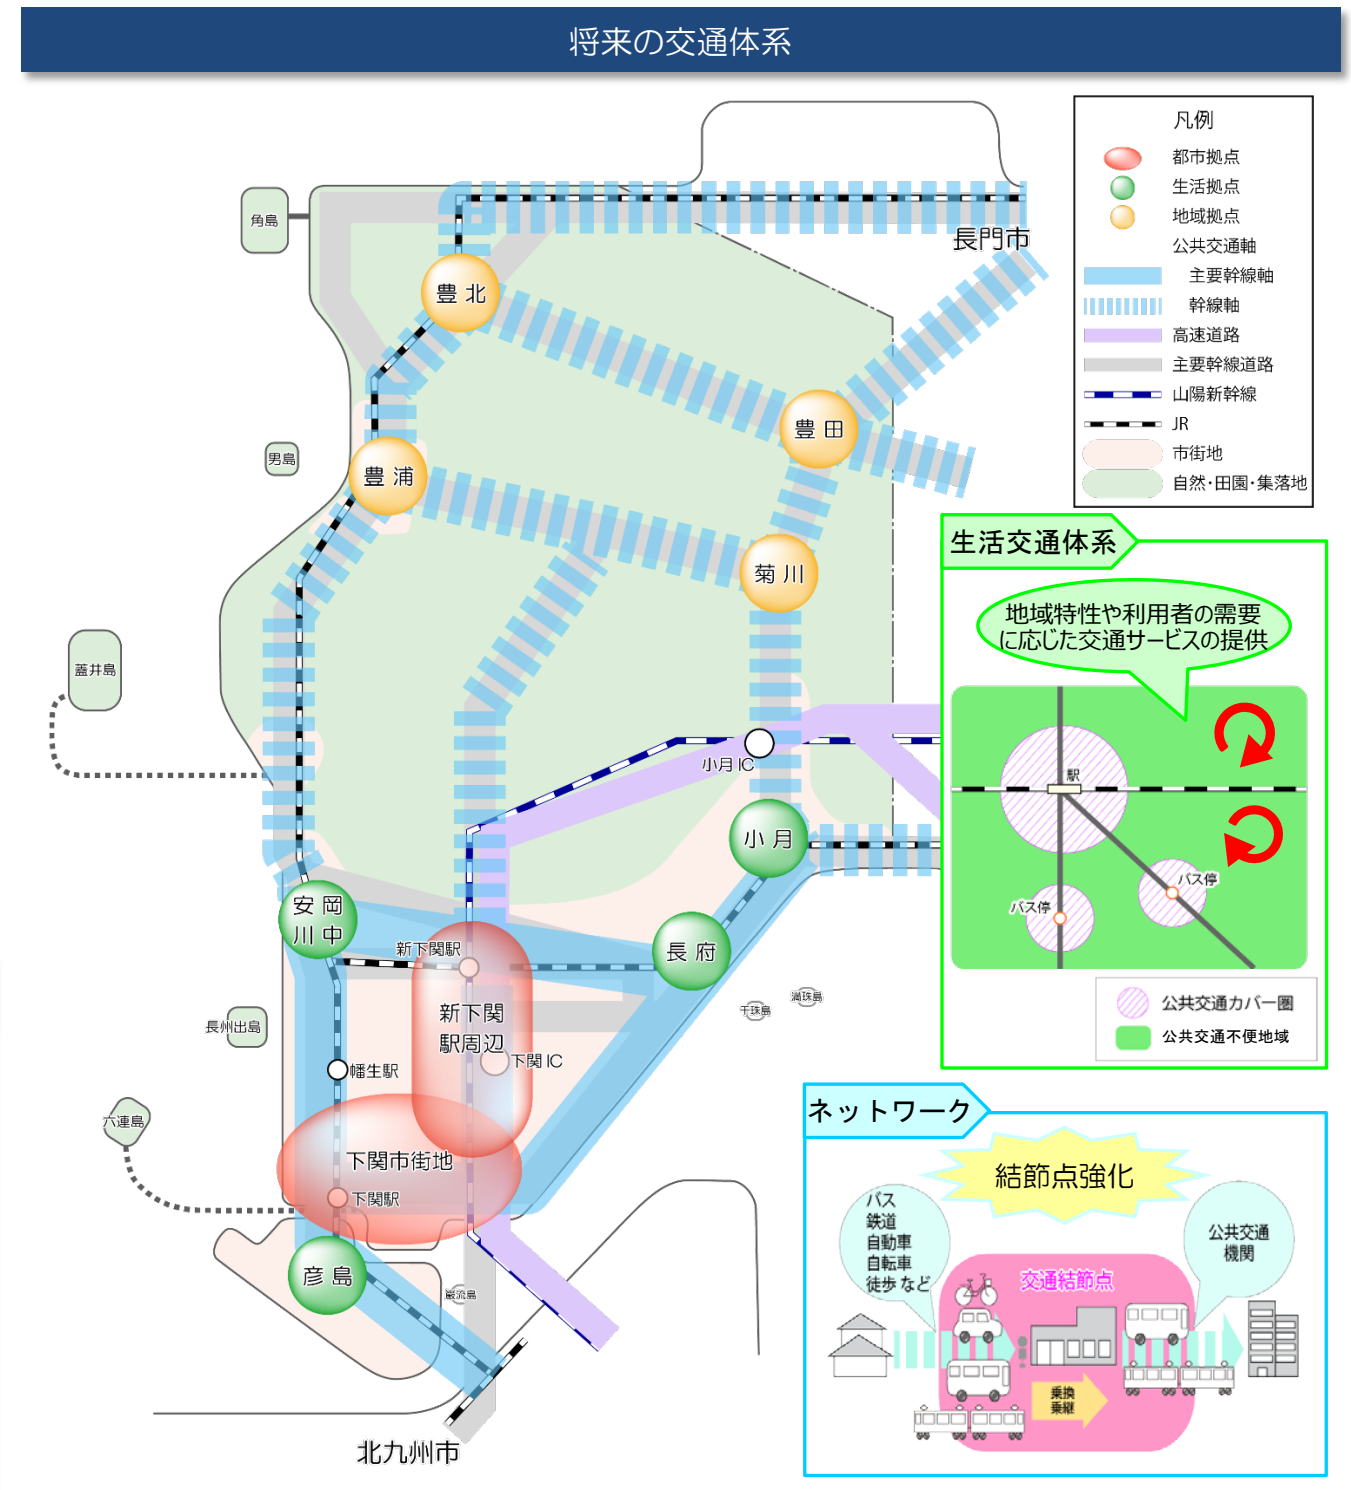 将来の交通体系
凡例
都市拠点
生活拠点
地域拠点
公共交通軸
主要幹線軸
幹線軸
高速道路
主要幹線道路
山陽新幹線
JR
市街地
自然・田園・集落地
角島
長門市
豊北
豊田
男島
豊浦
菊川
蓋井島
小月IC
小月
安岡
川中
新下関駅
長府
新下関
駅周辺
下関IC
干珠島
満珠島
長州出島
幡生駅
六連島
下関市街地
下関駅
彦島
巌流島
北九州市
生活交通体系
地域特性や利用者の需要
に応じた交通サービスの提供
駅
バス停
バス停
公共交通カバー圏
公共交通不便地域
ネットワーク
結節点強化
バス
鉄道
自動車
自転車
徒歩など
公共交通
機関
交通結節点
乗換
乗継